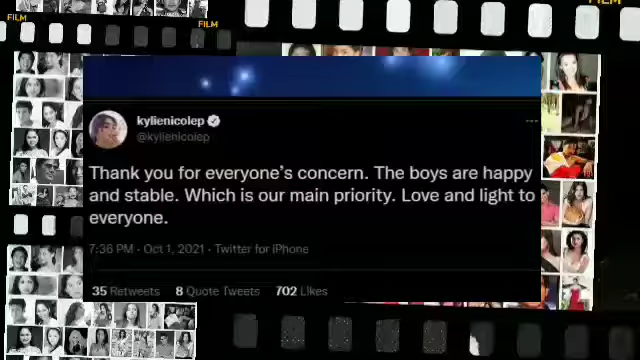 FILM
FILM
FILM
kylienicolep
@kylienicolep
Thank you for everyone's concern. The boys are happy
and stable. Which is our main priority. Love and light to
everyone.
7:36 PM · Oct 1, 2021 · Twitter for iPhone
35 Retweets 8 Quote Tweets 702 Likes